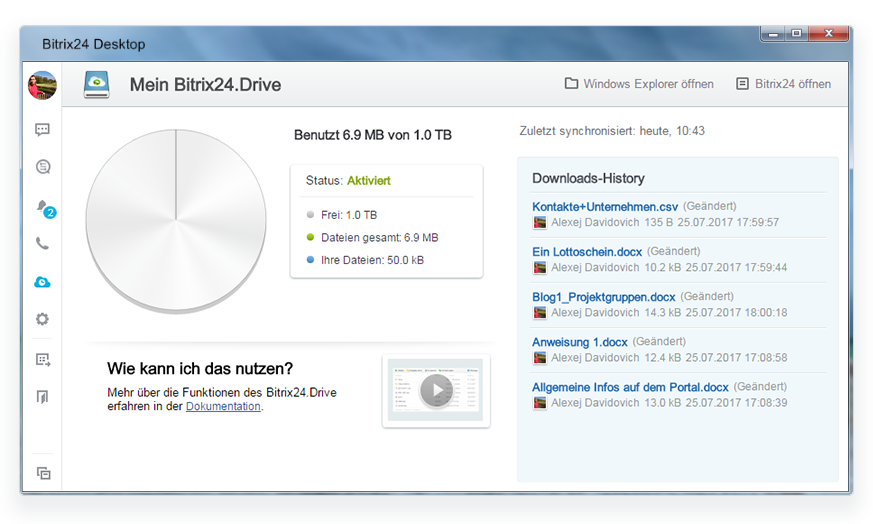 Bitrix24 Desktop
Mein Bitrix24.Drive
Windows Explorer öffnen
Bitrix24 öffnen
Benutzt 6.9 MB von 1.0 TB
Status: Aktiviert
Frei: 1.0 TB
Dateien gesamt: 6.9 MB
Ihre Dateien: 50.0 kB
2
Wie kann ich das nutzen?
Mehr über die Funktionen des Bitrix24.Drive
erfahren in der Dokumentation.
Zuletzt synchronisiert: heute, 10:43
Downloads-History
Kontakte+Unternehmen.csv (Geändert)
Alexej Davidovich 135 B 25.07.2017 17:59:57
Ein Lottoschein.docx (Geändert)
Alexej Davidovich 10.2 kB 25.07.2017 17:59:44
Blog1_Projektgruppen.docx (Geändert)
Alexej Davidovich 14.3 kB 25.07.2017 18:00:18
Anweisung 1.docx (Geändert)
Alexej Davidovich 12.4 kB 25.07.2017 17:08:58
Allgemeine Infos auf dem Portal.docx (Geändert)
Alexej Davidovich 13.0 kB 25.07.2017 17:08:39